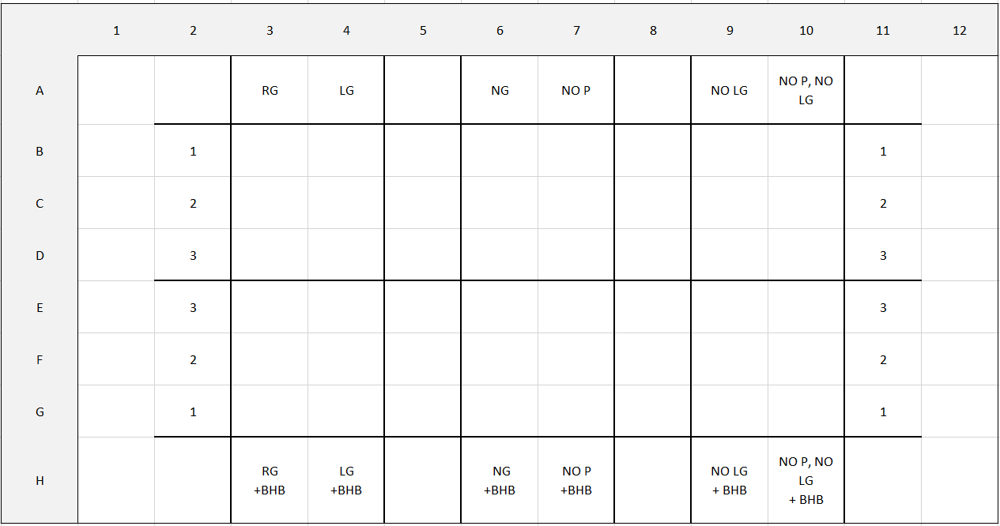 1 2 3 4 5 6 7 8 9 10 11 12
A RG LG NG NO P NO LG NO P, NO
LG
B 1 1
C 2 2
D 3 3
E 3 3
F 2 2
G 1 1
H RG LG NG NO P NO LG NO P, NO
+BHB +BHB +BHB +BHB + BHB LG
+ BHB